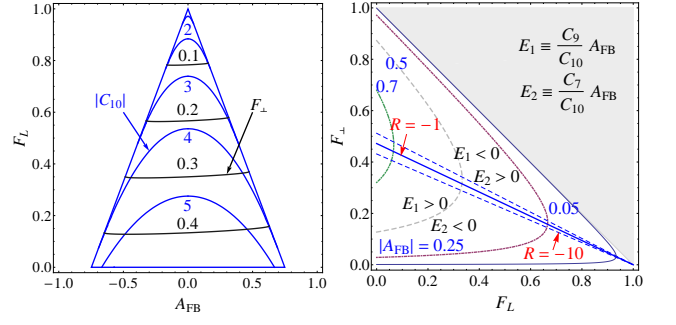 1.0
0.8
0.6
0.4
0.2
0.0
F_L
-1.0
-0.5
0.0
0.5
1.0
A_FB
2
0.1
3
0.2
4
0.3
5
0.4
|C_10|
F_⊥
1.0
0.8
0.6
0.4
0.2
0.0
F_⊥
0.0
0.2
0.4
0.6
0.8
1.0
F_L
E_1 ≡ C_9/C_10 A_FB
E_2 ≡ C_7/C_10 A_FB
0.5
0.7
R = -1
E_1 < 0
E_2 > 0
E_1 > 0
E_2 < 0
0.05
|A_FB| = 0.25
R = -10